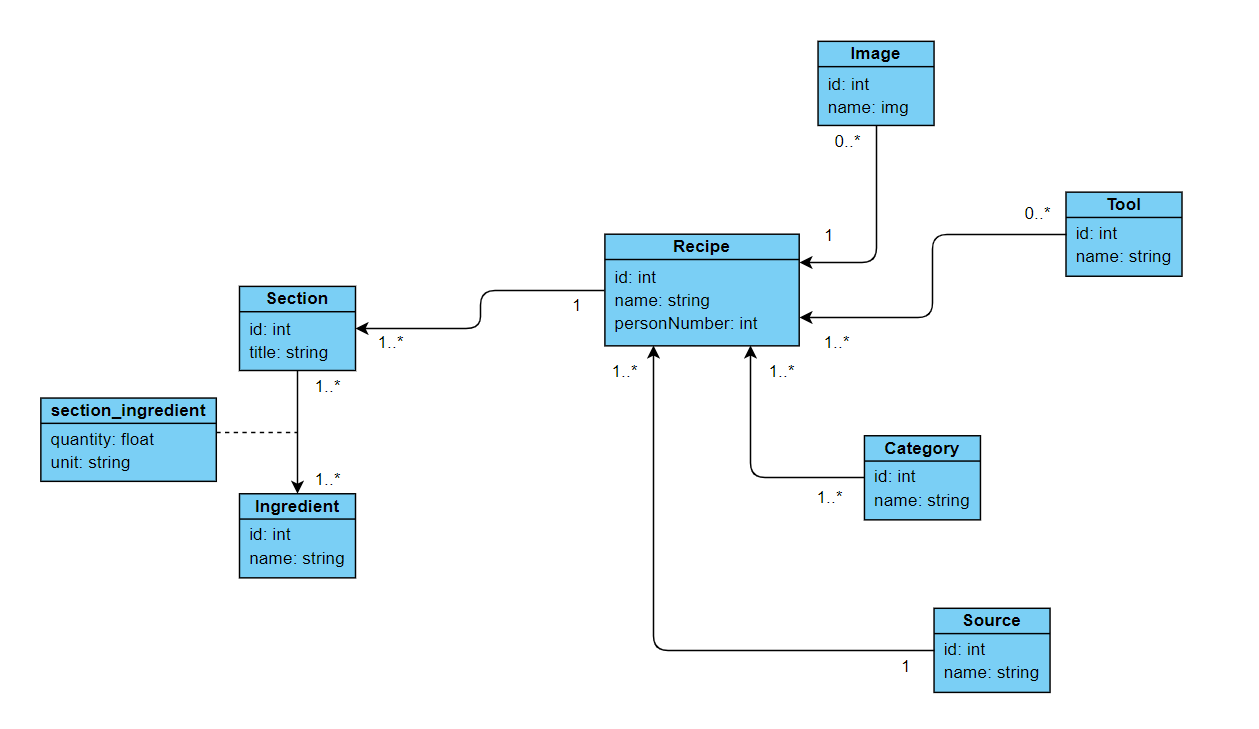 Image
id: int
name: img
0..*
1
Tool
id: int
name: string
0..*
1..*
Recipe
id: int
name: string
personNumber: int
1
1..*
1..*
1..*
Section
id: int
title: string
1..*
section_ingredient
quantity: float
unit: string
1..*
Ingredient
id: int
name: string
Category
id: int
name: string
1..*
Source
id: int
name: string
1